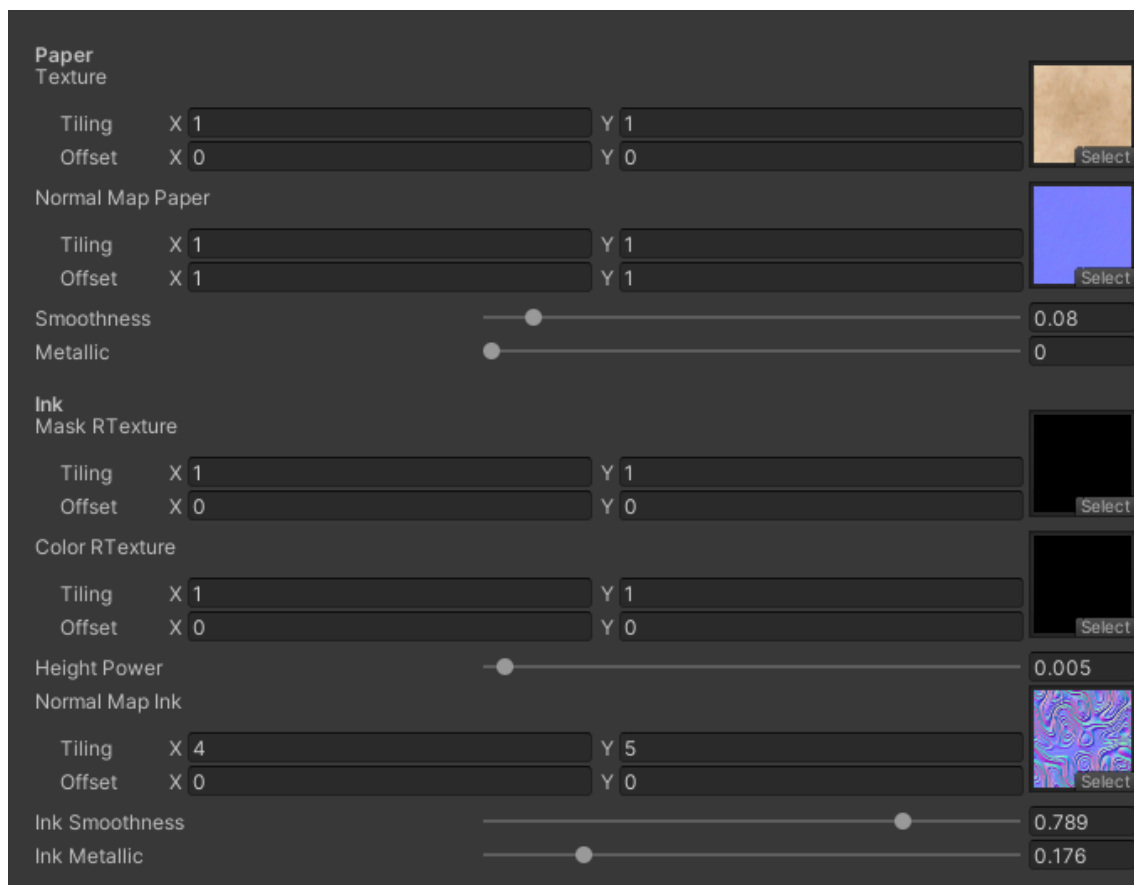 Paper
Texture
Tiling X 1 Y 1
Offset X 0 Y 0
Select
Normal Map Paper
Tiling X 1 Y 1
Offset X 1 Y 1
Select
Smoothness 0.08
Metallic 0
Ink
Mask RTexture
Tiling X 1 Y 1
Offset X 0 Y 0
Select
Color RTexture
Tiling X 1 Y 1
Offset X 0 Y 0
Select
Height Power 0.005
Normal Map Ink
Tiling X 4 Y 5
Offset X 0 Y 0
Select
Ink Smoothness 0.789
Ink Metallic 0.176